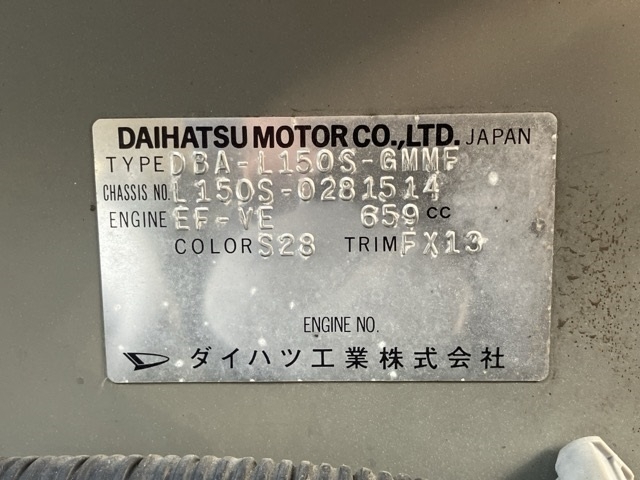 DAIHATSU MOTOR CO.,LTD. JAPAN
TYPE DBA-L150S-GMMF
CHASSIS NO. L150S-0281514
ENGINE EF-VE 659 CC
COLOR S28 TRIM FX13
ENGINE NO.
ダイハツ工業株式会社